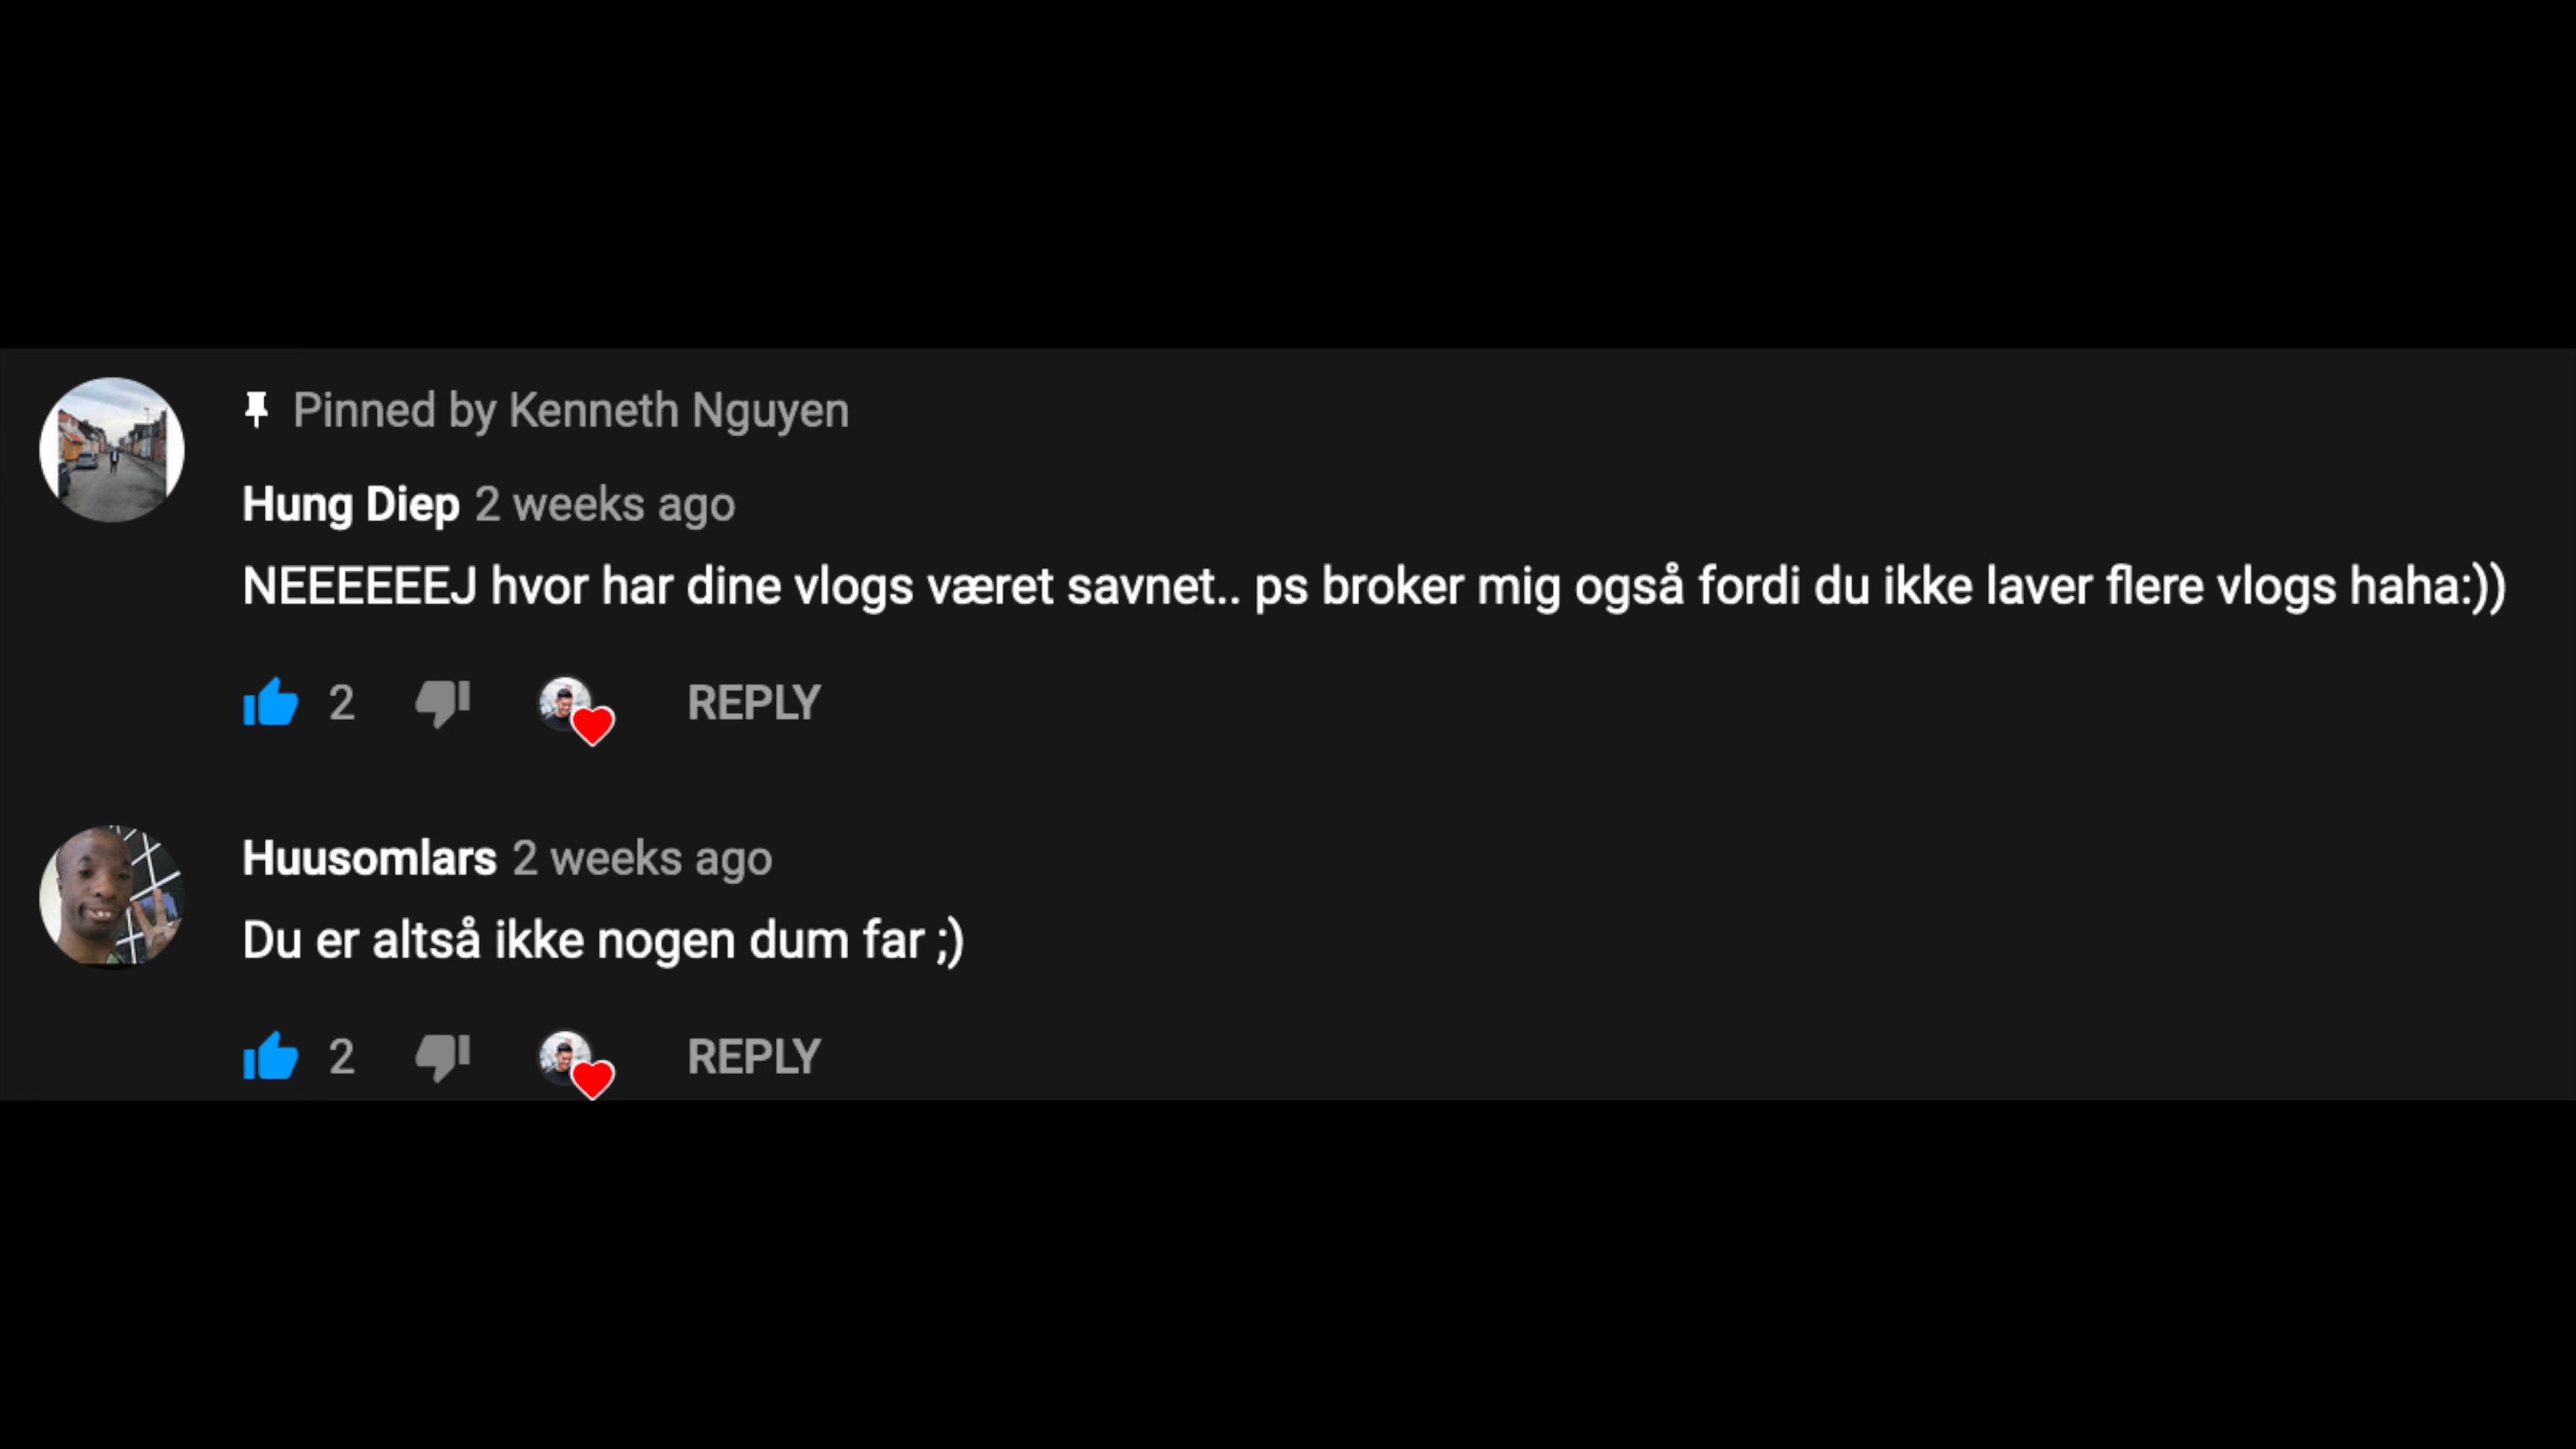 Pinned by Kenneth Nguyen
Hung Diep 2 weeks ago
NEEEEEEJ hvor har dine vlogs været savnet.. ps broker mig også fordi du ikke laver flere vlogs haha:))
2 REPLY
Huusomlars 2 weeks ago
Du er altså ikke nogen dum far ;)
2 REPLY